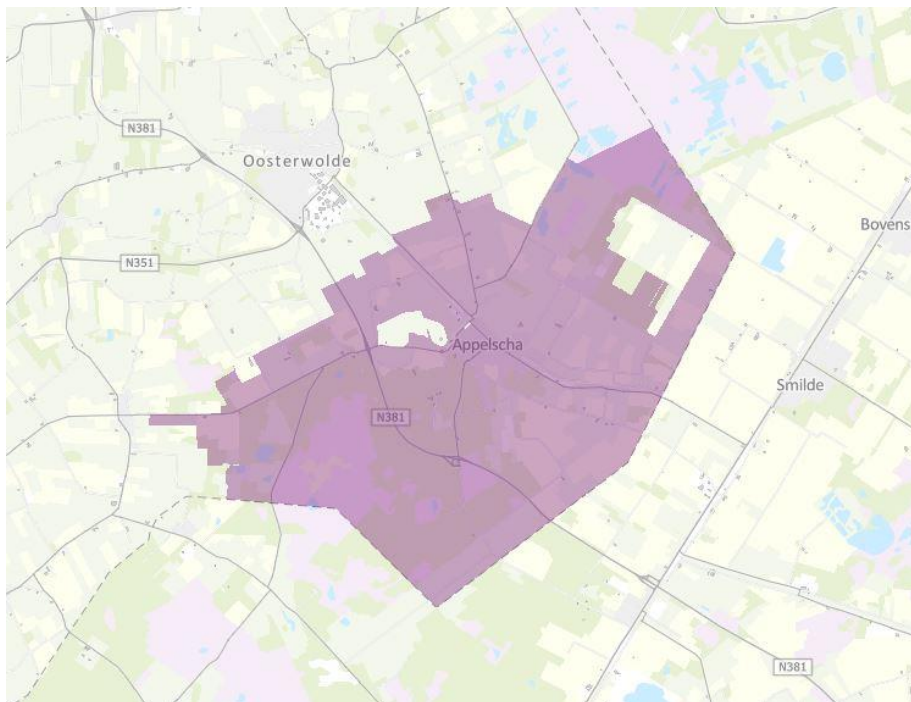 N381
Oosterwolde
Bovens
N351
Appelscha
Smilde
N381
N381